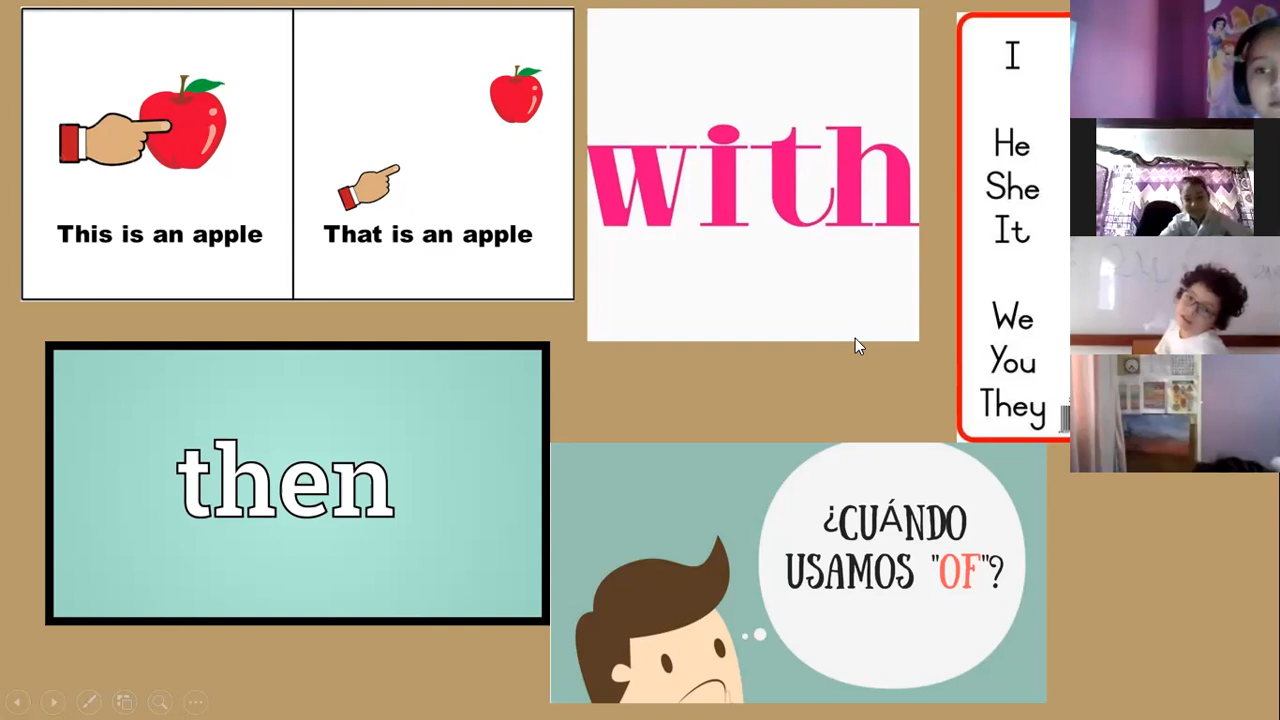 This is an apple
That is an apple
with
I
He
She
It
We
You
They
then
¿CUÁNDO
USAMOS "OF"?